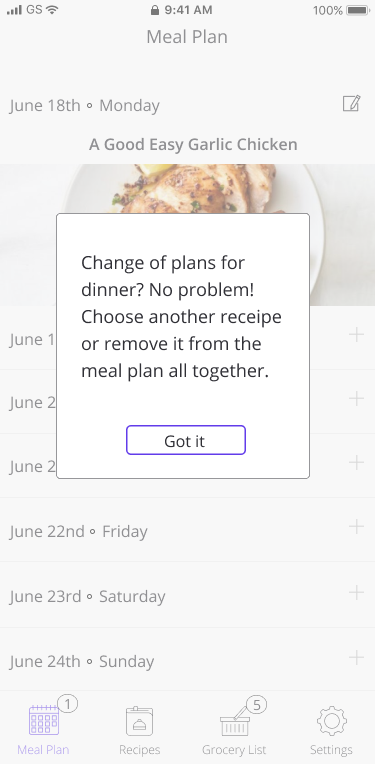 GS 9:41 AM 100%
Meal Plan
June 18th ∘ Monday
A Good Easy Garlic Chicken
Change of plans for
dinner? No problem!
Choose another receipe
or remove it from the
meal plan all together.
Got it
June 1
June 2
June 2
June 22nd ∘ Friday
June 23rd ∘ Saturday
June 24th ∘ Sunday
1
5
Meal Plan Recipes Grocery List Settings